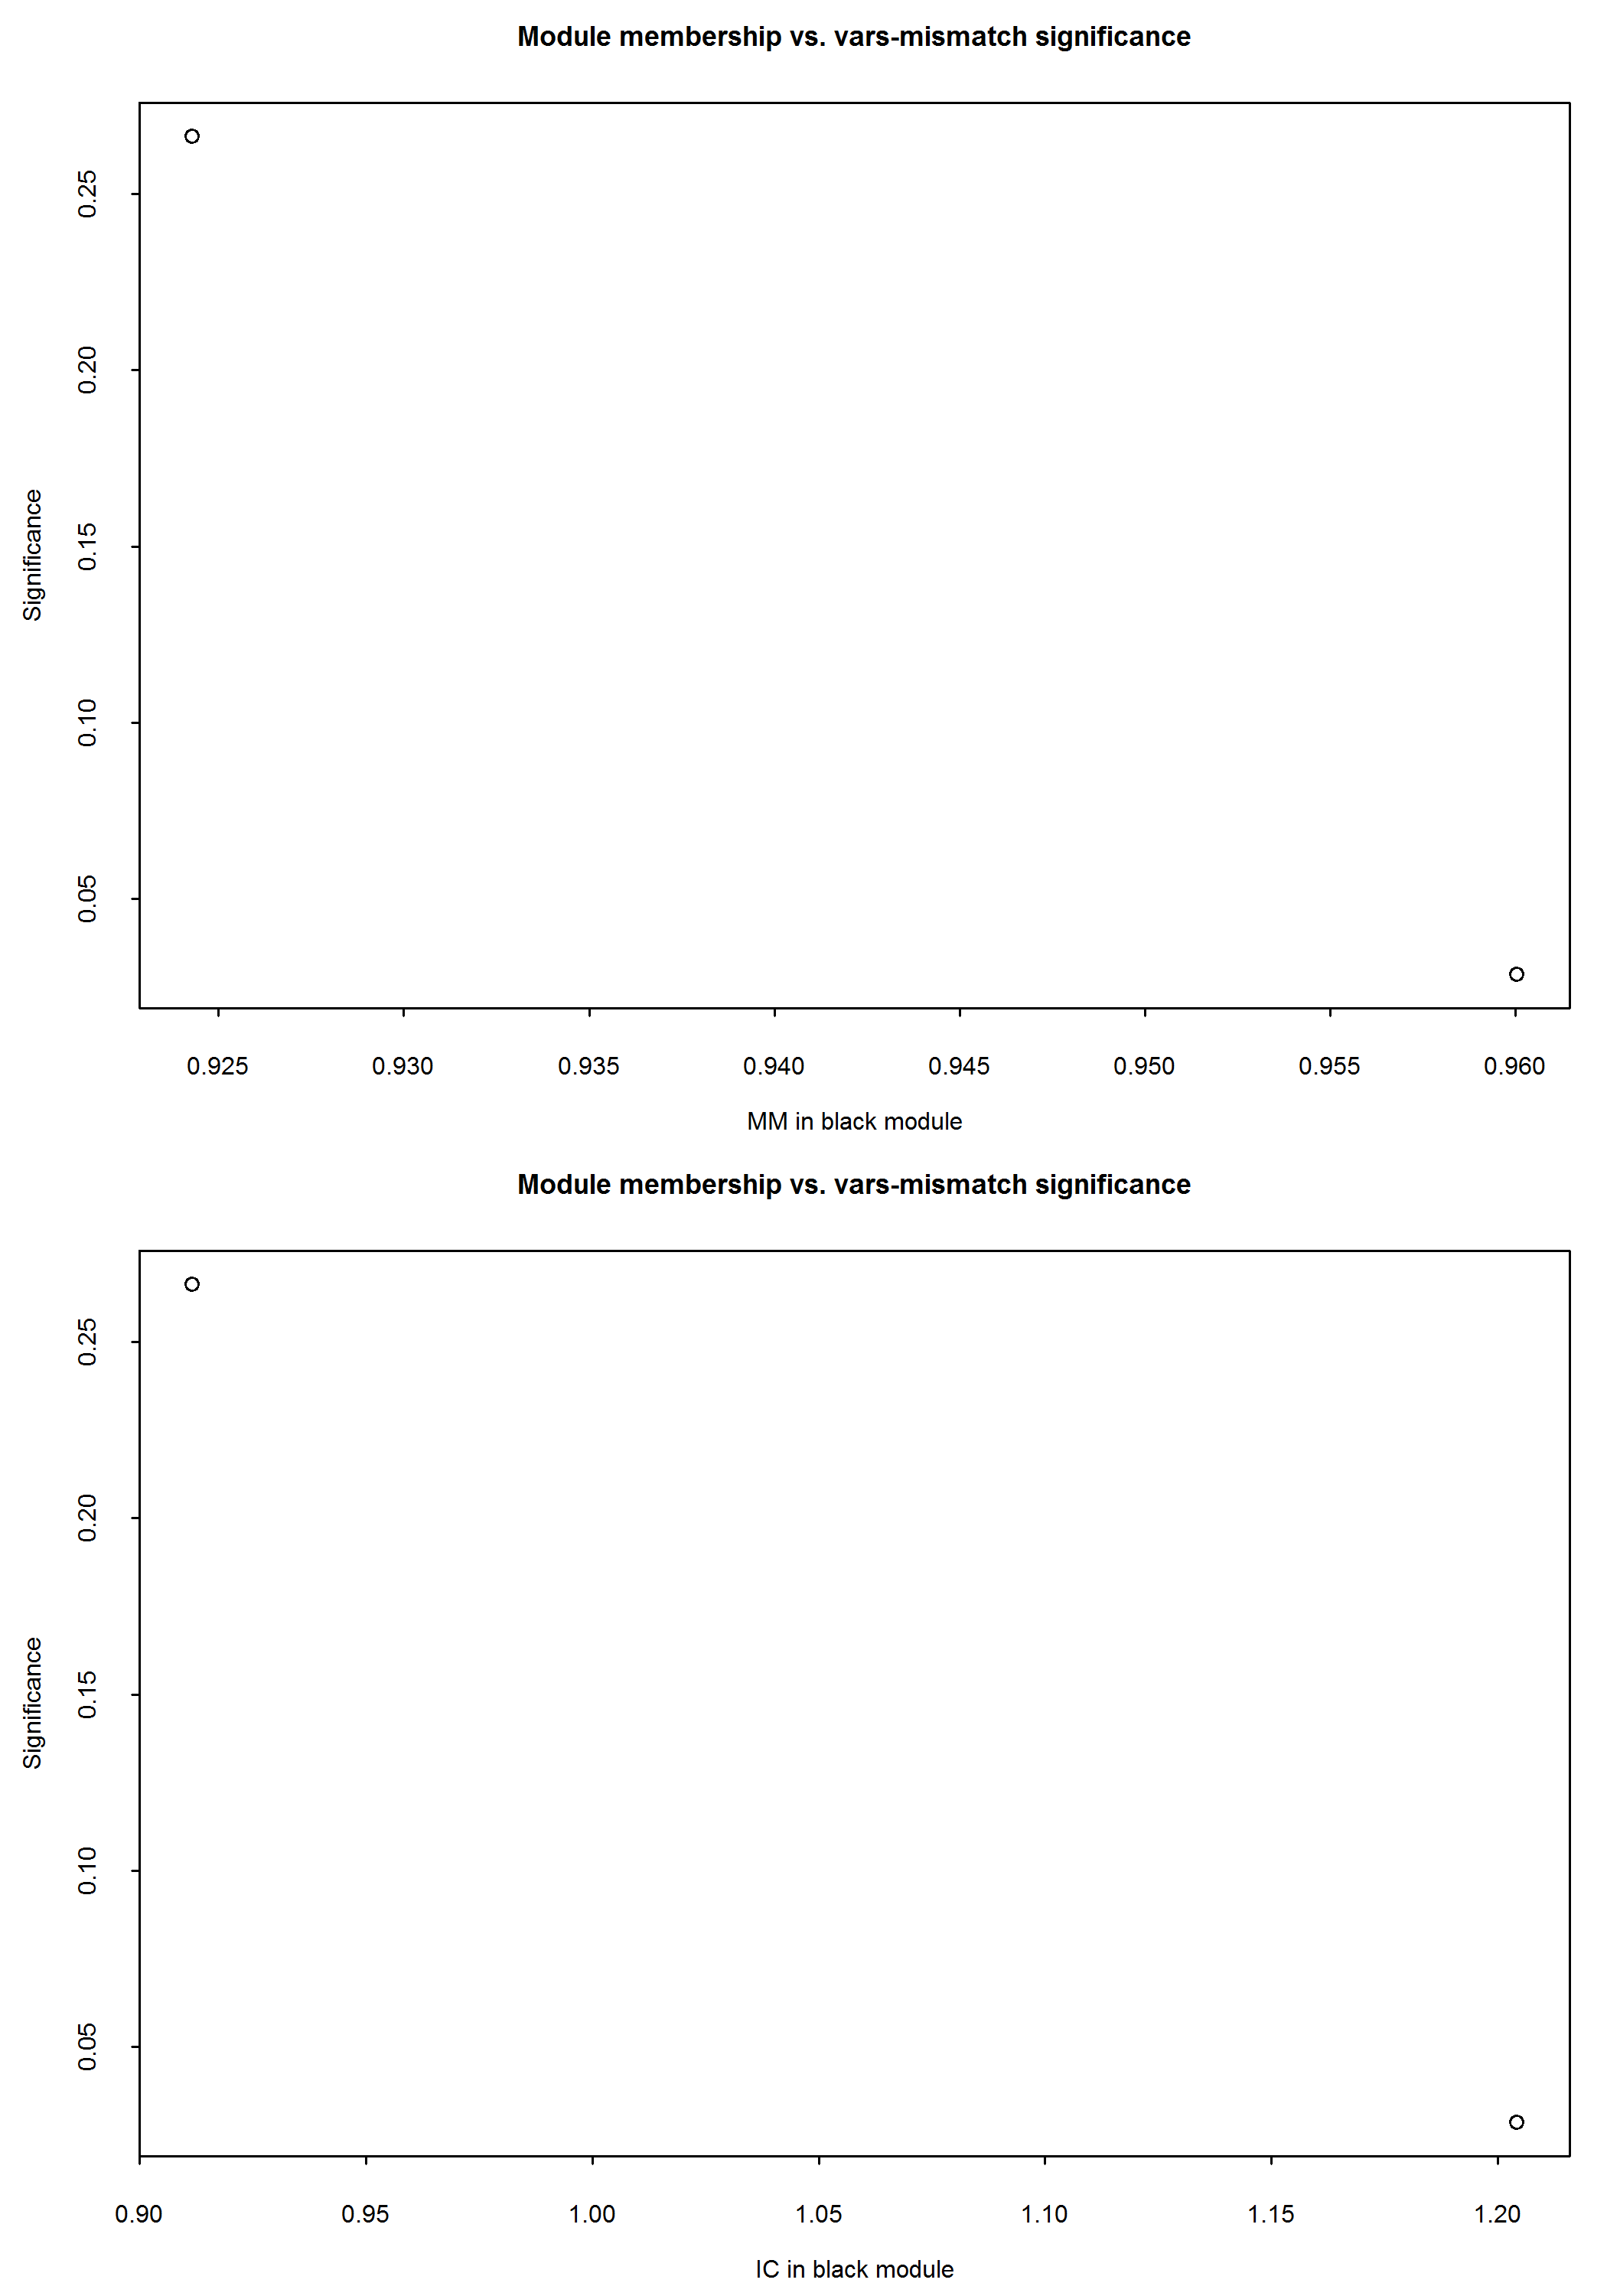 Module membership vs. vars-mismatch significance
Significance
0.25
0.20
0.15
0.10
0.05
0.925 0.930 0.935 0.940 0.945 0.950 0.955 0.960
MM in black module
Module membership vs. vars-mismatch significance
Significance
0.25
0.20
0.15
0.10
0.05
0.90 0.95 1.00 1.05 1.10 1.15 1.20
IC in black module